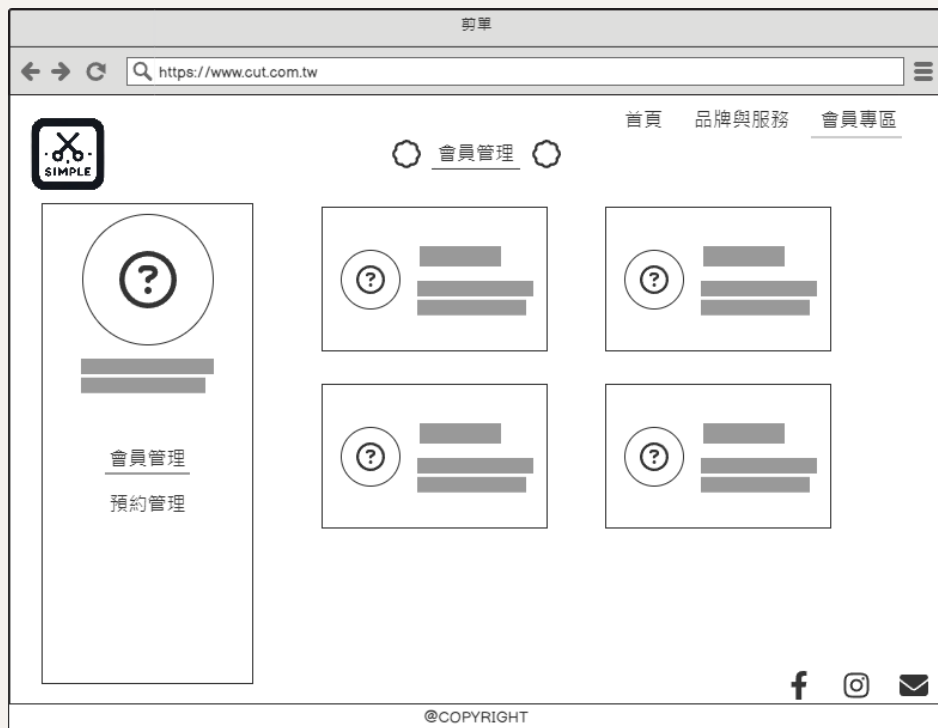 剪單
https://www.cut.com.tw
首頁 品牌與服務 會員專區
SIMPLE
會員管理
會員管理
預約管理
@COPYRIGHT